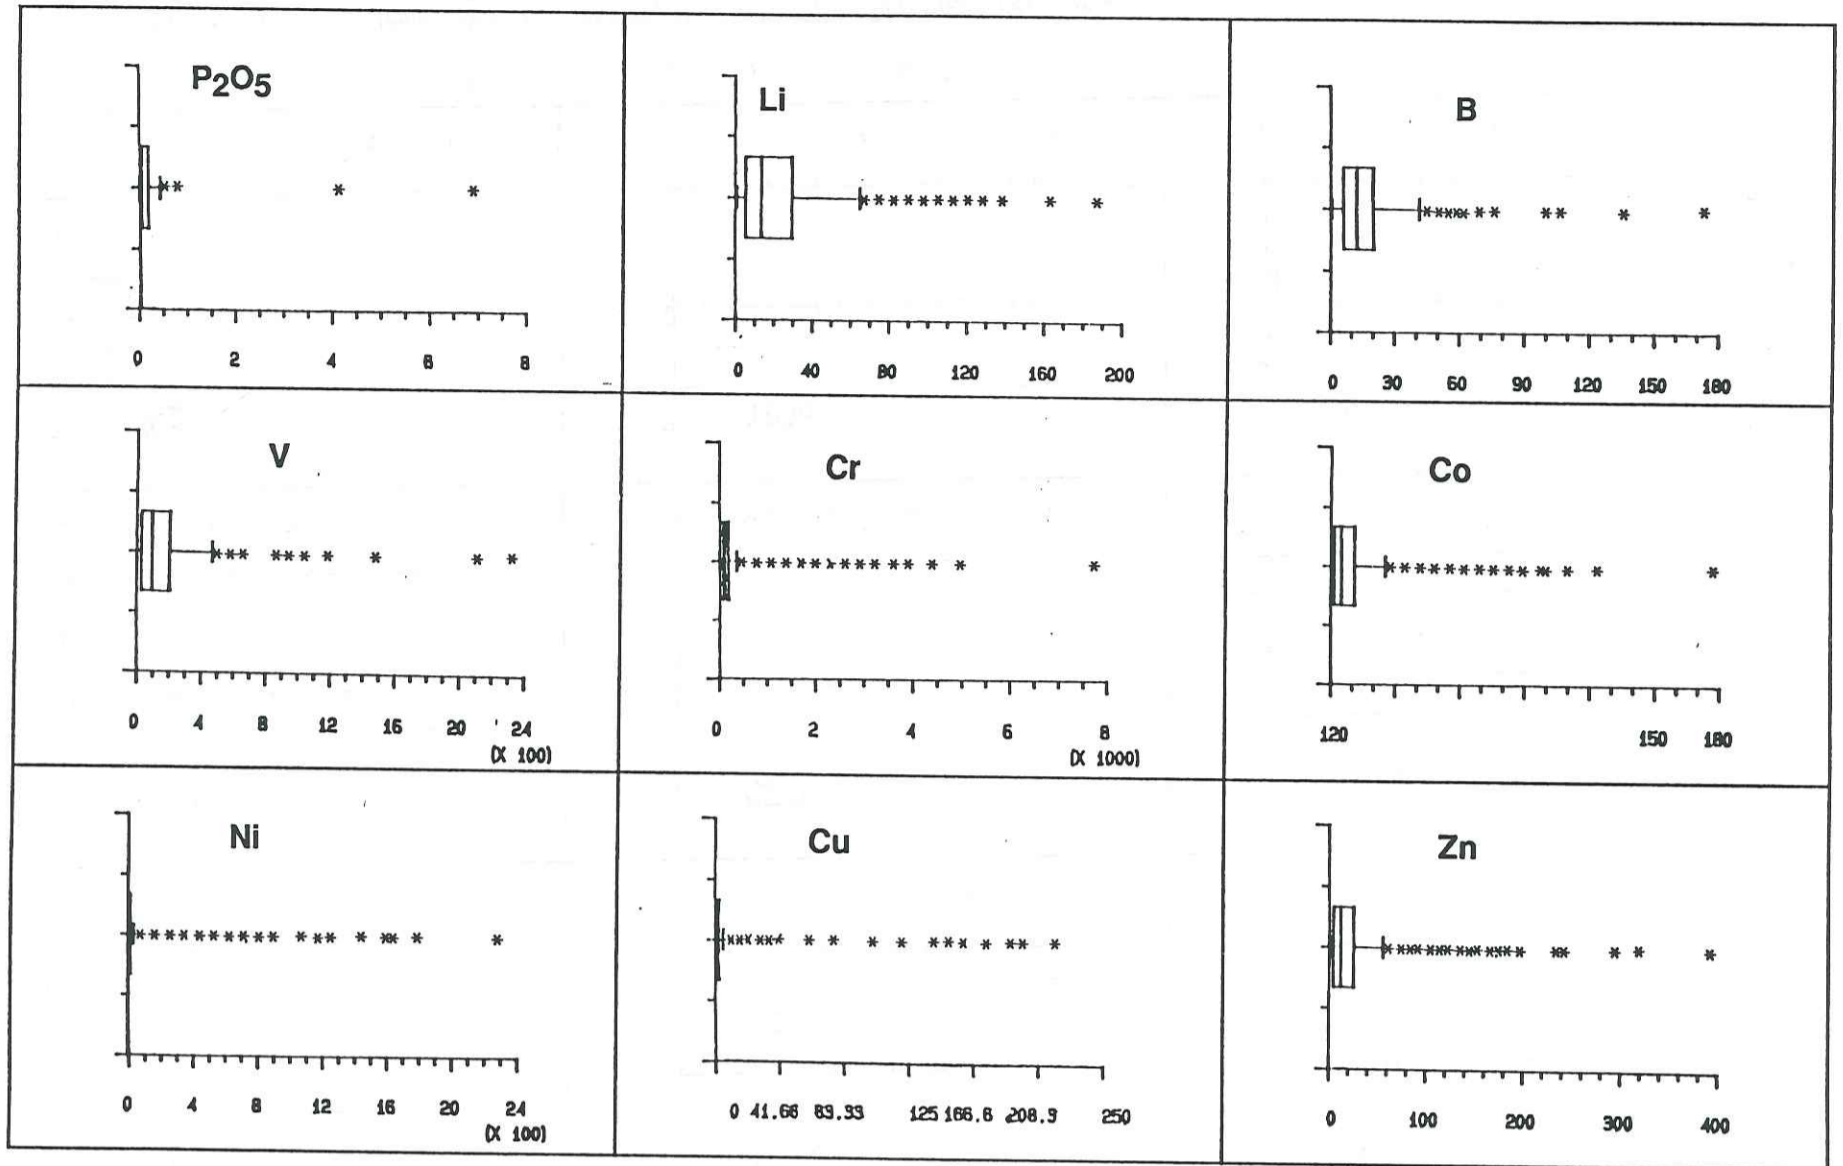 P2O5
0 2 4 6 8
Li
0 40 80 120 160 200
B
0 30 60 90 120 150 180
V
0 4 8 12 16 20 24
(X 100)
Cr
0 2 4 6 8
(X 1000)
Co
120 150 180
Ni
0 4 8 12 16 20 24
(X 100)
Cu
0 41.66 83.33 125 166.6 208.3 250
Zn
0 100 200 300 400